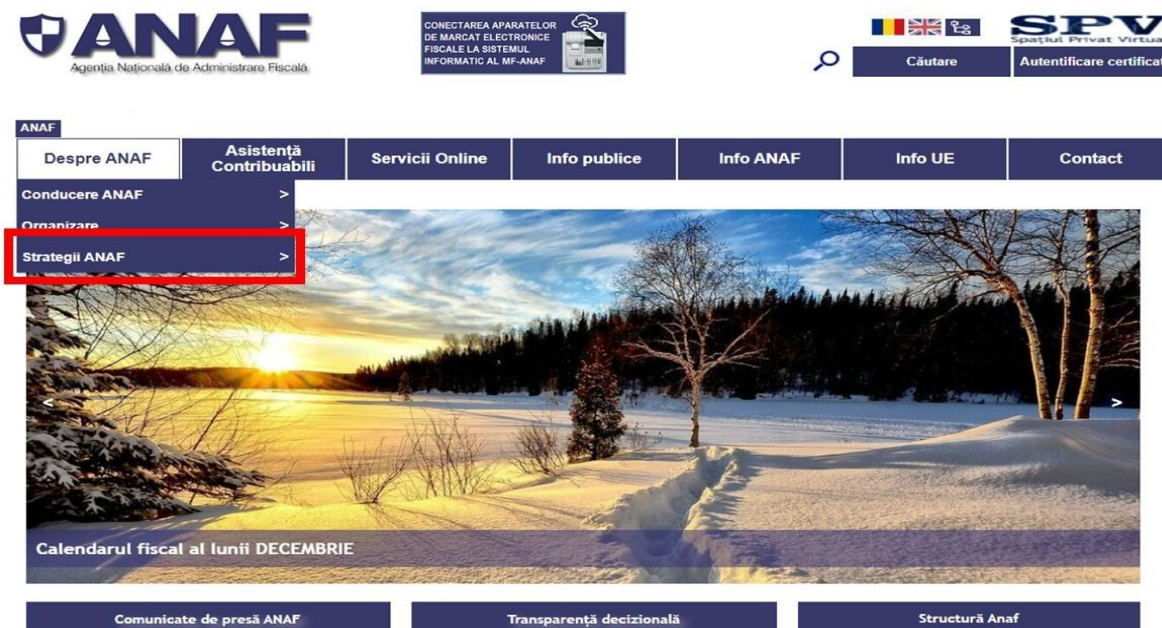 ANAF
Agenția Națională de Administrare Fiscală
CONECTAREA APARATELOR
DE MARCAT ELECTRONICE
FISCALE LA SISTEMUL
INFORMATIC AL MF-ANAF
SPV
Spațiul Privat Virtua
Căutare
Autentificare certificat
ANAF
Despre ANAF
Asistență
Contribuabili
Servicii Online
Info publice
Info ANAF
Info UE
Contact
Conducere ANAF >
Organizare >
Strategii ANAF >
< >
Calendarul fiscal al lunii DECEMBRIE
Comunicate de presă ANAF
Transparență decizională
Structură Anaf